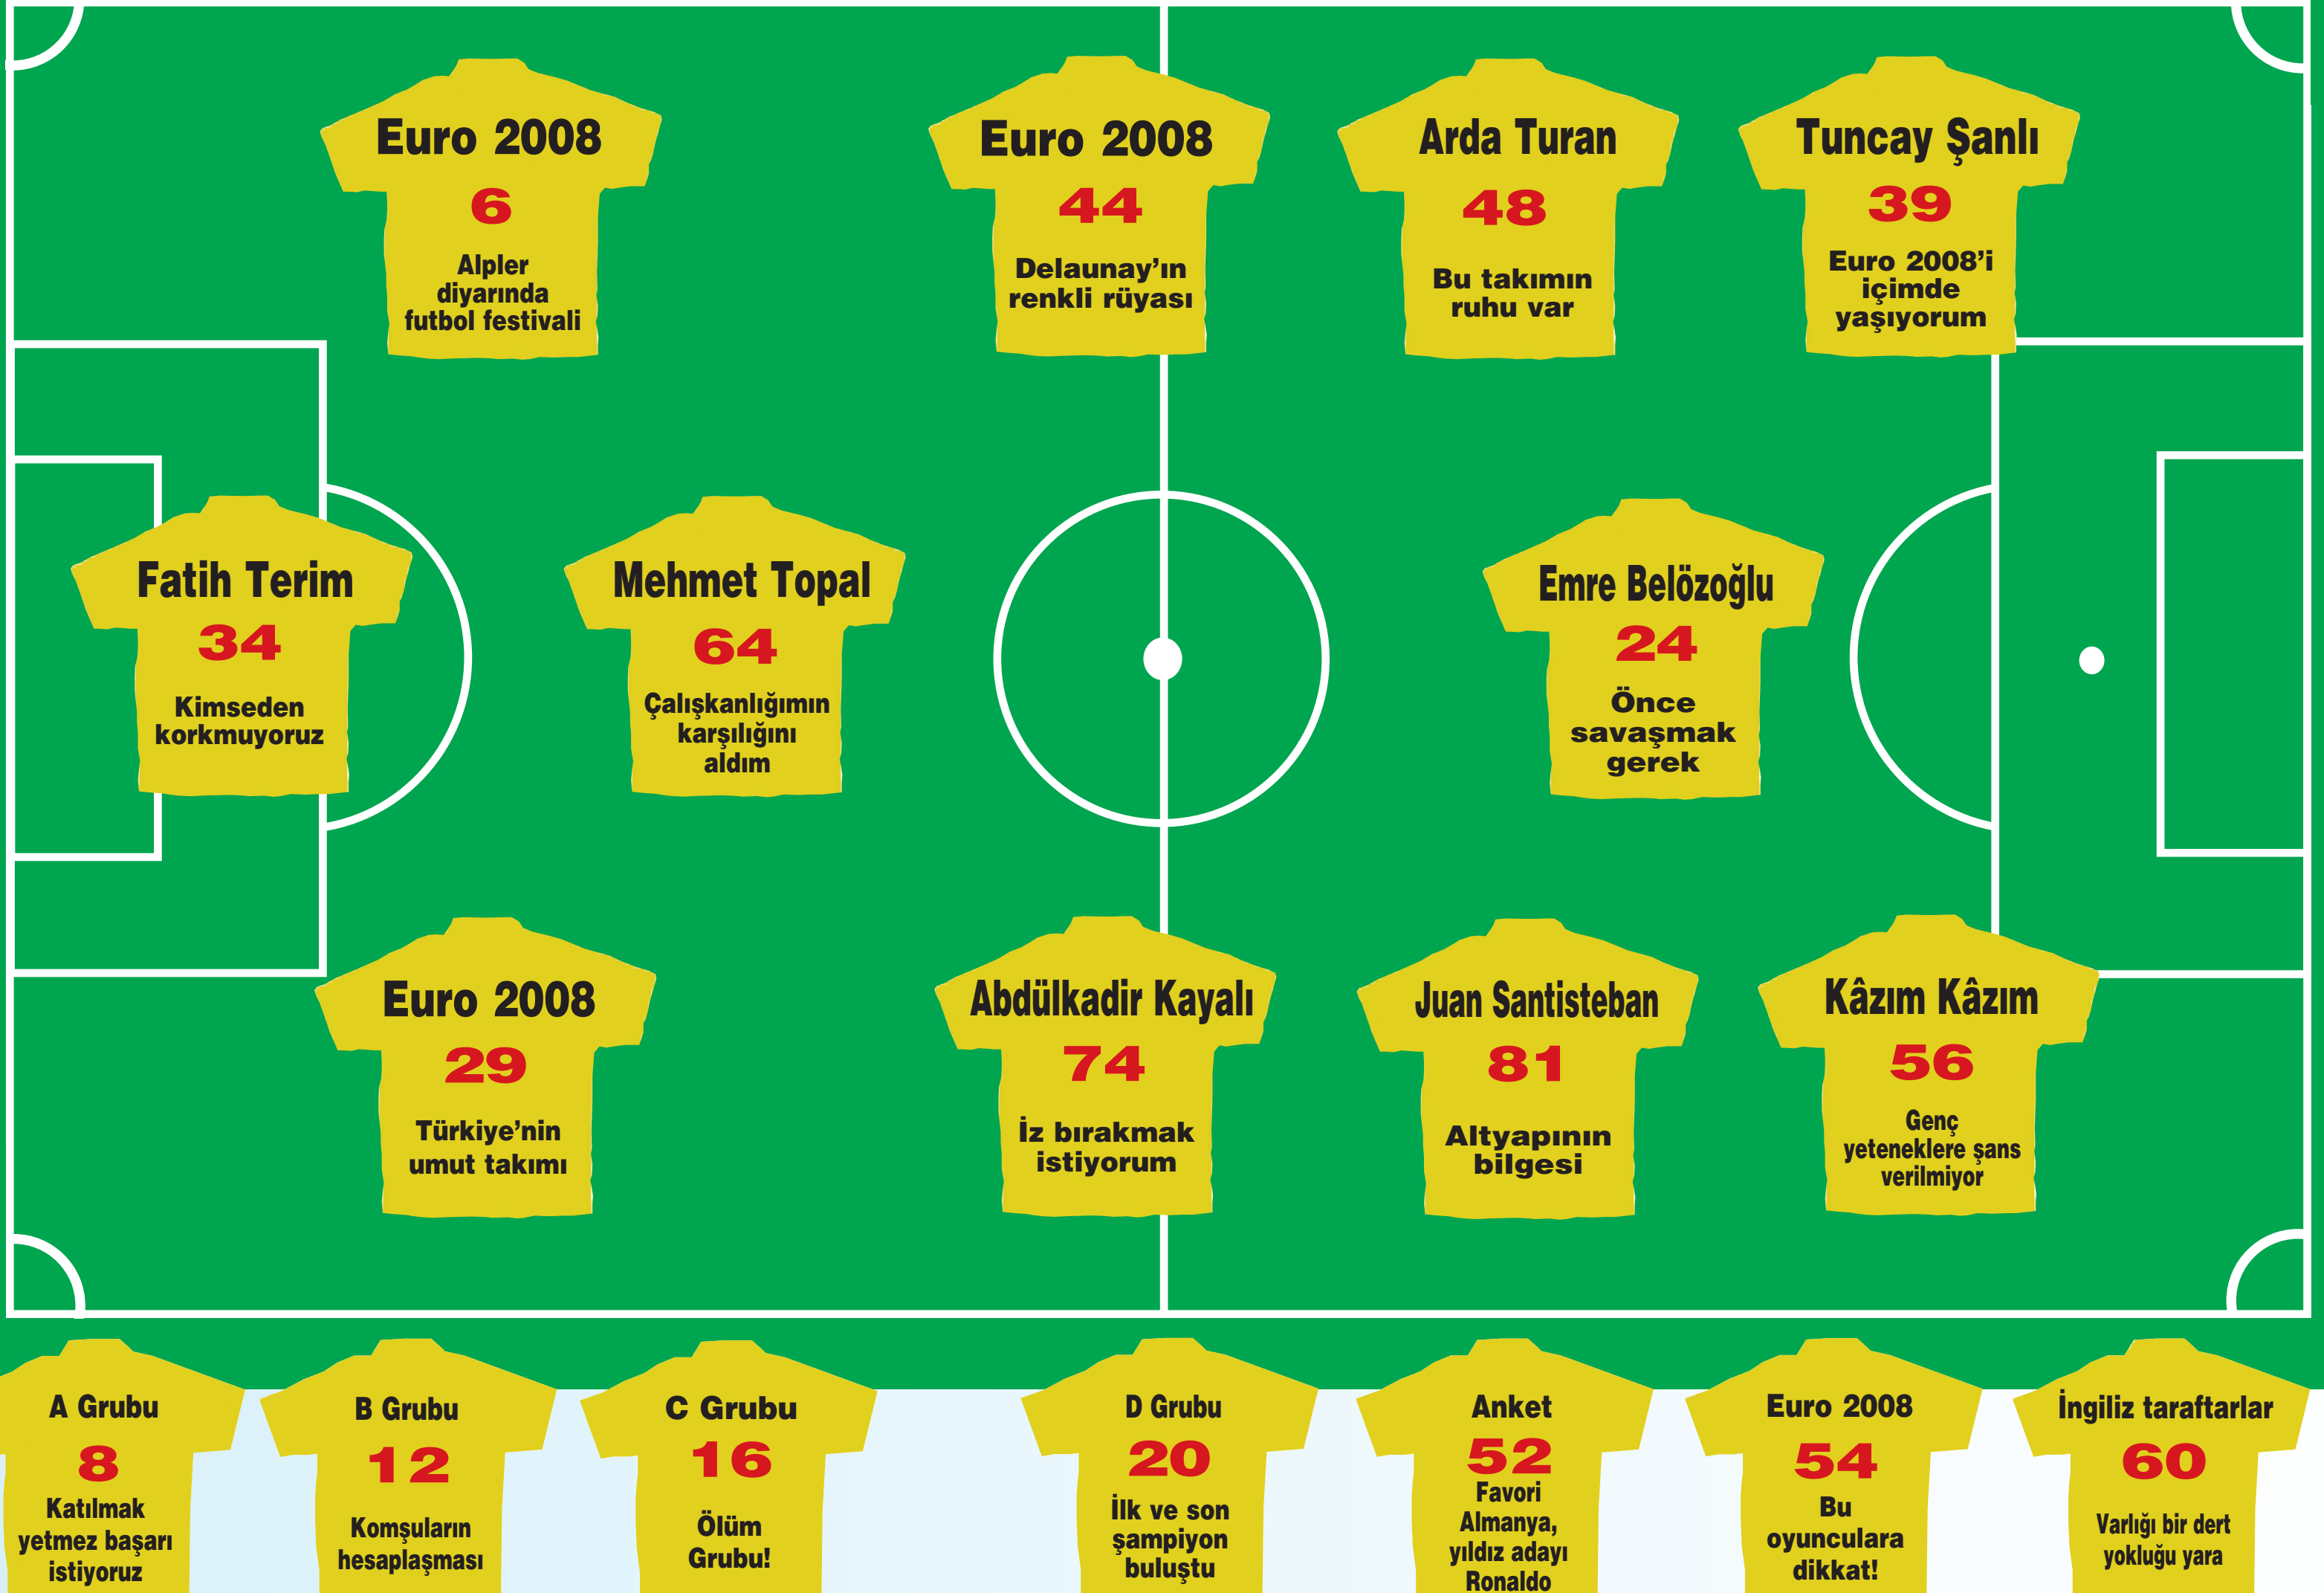 Euro 2008
6
Alpler
diyarında
futbol festivali
Euro 2008
44
Delaunay’ın
renkli rüyası
Arda Turan
48
Bu takımın
ruhu var
Tuncay Şanlı
39
Euro 2008’i
içimde
yaşıyorum
Fatih Terim
34
Kimseden
korkmuyoruz
Mehmet Topal
64
Çalışkanlığımın
karşılığını
aldım
Emre Belözoğlu
24
Önce
savaşmak
gerek
Euro 2008
29
Türkiye’nin
umut takımı
Abdülkadir Kayalı
74
İz bırakmak
istiyorum
Juan Santisteban
81
Altyapının
bilgesi
Kâzım Kâzım
56
Genç
yeteneklere şans
verilmiyor
A Grubu
8
Katılmak
yetmez başarı
istiyoruz
B Grubu
12
Komşuların
hesaplaşması
C Grubu
16
Ölüm
Grubu!
D Grubu
20
İlk ve son
şampiyon
buluştu
Anket
52
Favori
Almanya,
yıldız adayı
Ronaldo
Euro 2008
54
Bu
oyunculara
dikkat!
İngiliz taraftarlar
60
Varlığı bir dert
yokluğu yara